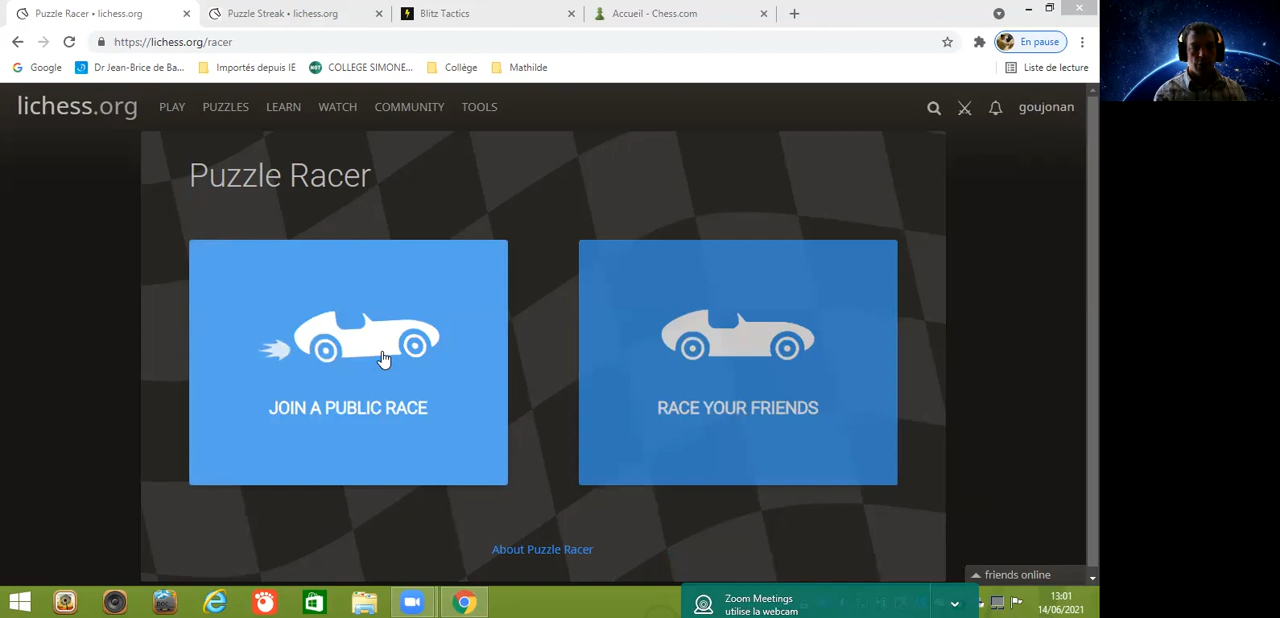 Puzzle Racer • lichess.org
Puzzle Streak • lichess.org
Blitz Tactics
Accueil - Chess.com
https://lichess.org/racer
En pause
Google
Dr Jean-Brice de Ba...
Importés depuis IE
COLLEGE SIMONE...
Collège
Mathilde
Liste de lecture
lichess.org
PLAY
PUZZLES
LEARN
WATCH
COMMUNITY
TOOLS
goujonan
Puzzle Racer
JOIN A PUBLIC RACE
RACE YOUR FRIENDS
About Puzzle Racer
friends online
Zoom Meetings
utilise la webcam
13:01
14/06/2021